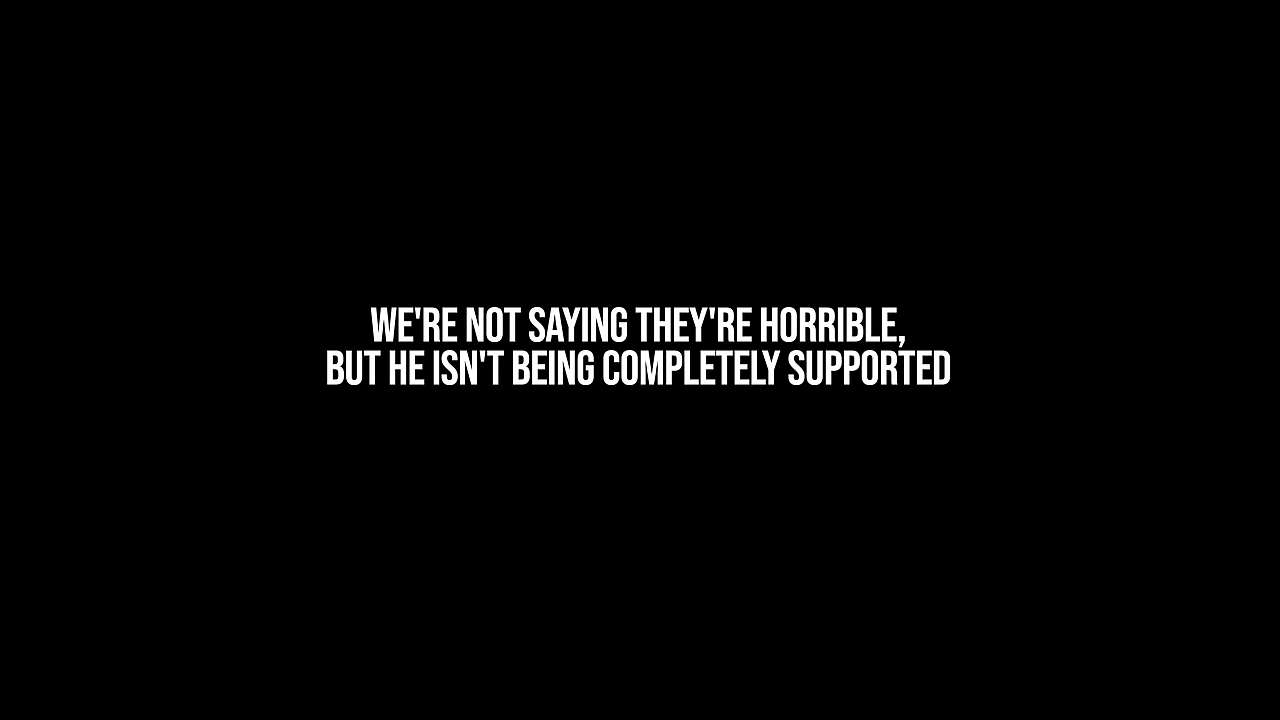 WE'RE NOT SAYING THEY'RE HORRIBLE,
BUT HE ISN'T BEING COMPLETELY SUPPORTED